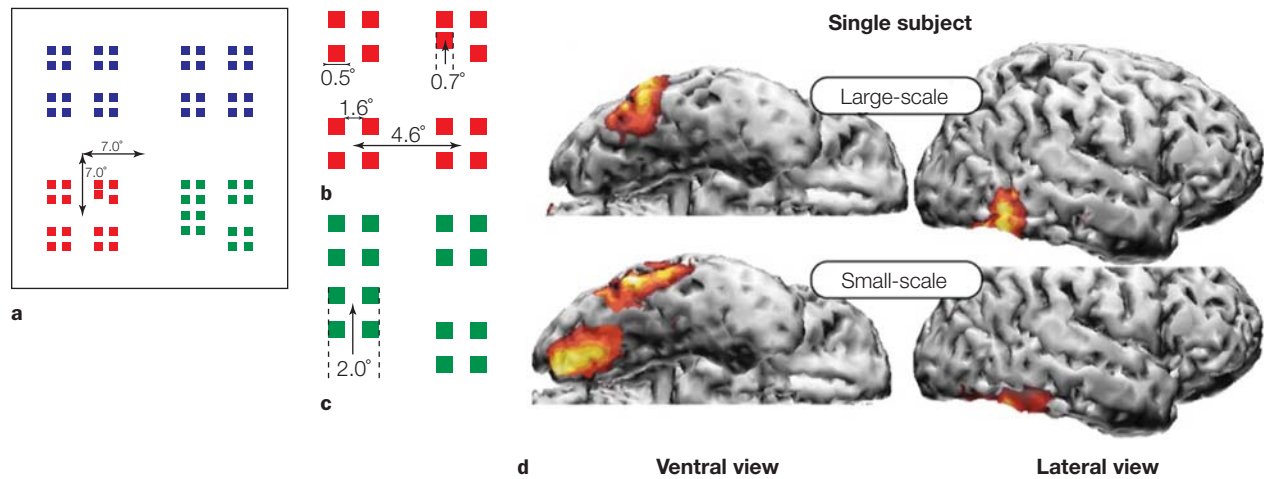 7.0°
7.0°
a
0.5°
0.7°
1.6°
4.6°
b
2.0°
c
Single subject
Large-scale
Small-scale
d
Ventral view
Lateral view